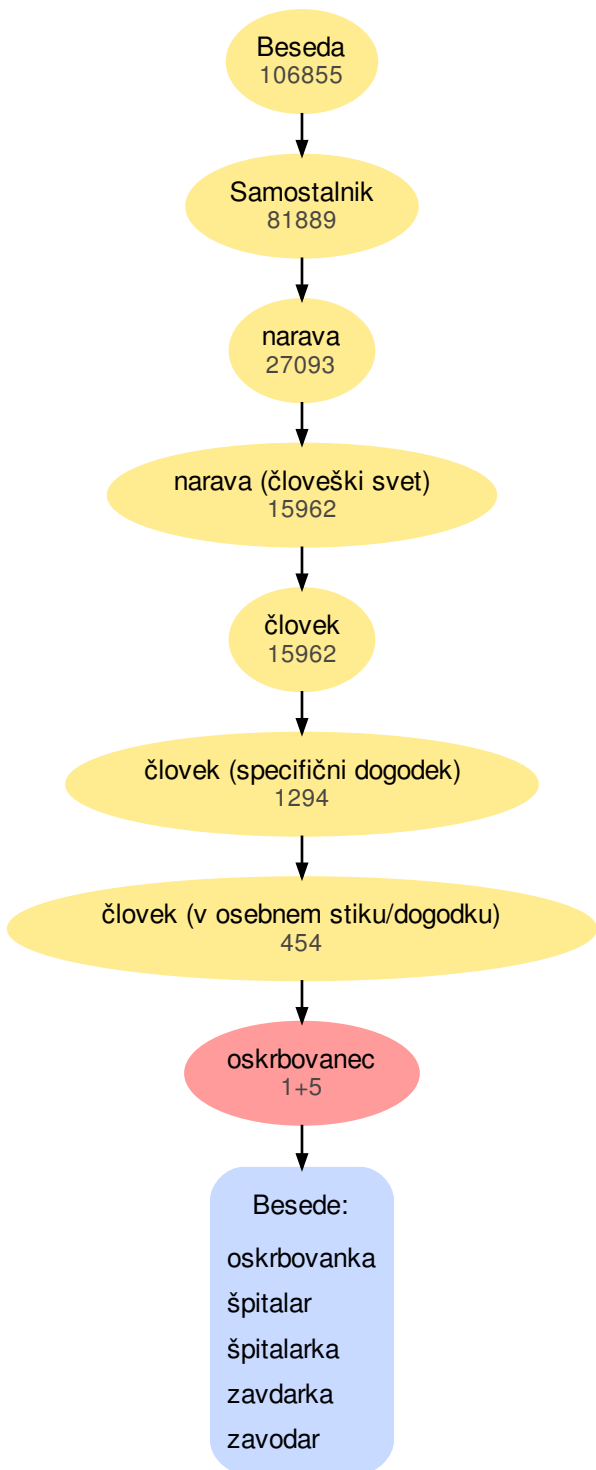 Beseda
106855
Samostalnik
81889
narava
27093
narava (človeški svet)
15962
človek
15962
človek (specifični dogodek)
1294
človek (v osebnem stiku/dogodku)
454
oskrbovanec
1+5
Besede:
oskrbovanka
špitalar
špitalarka
zavdarka
zavodar